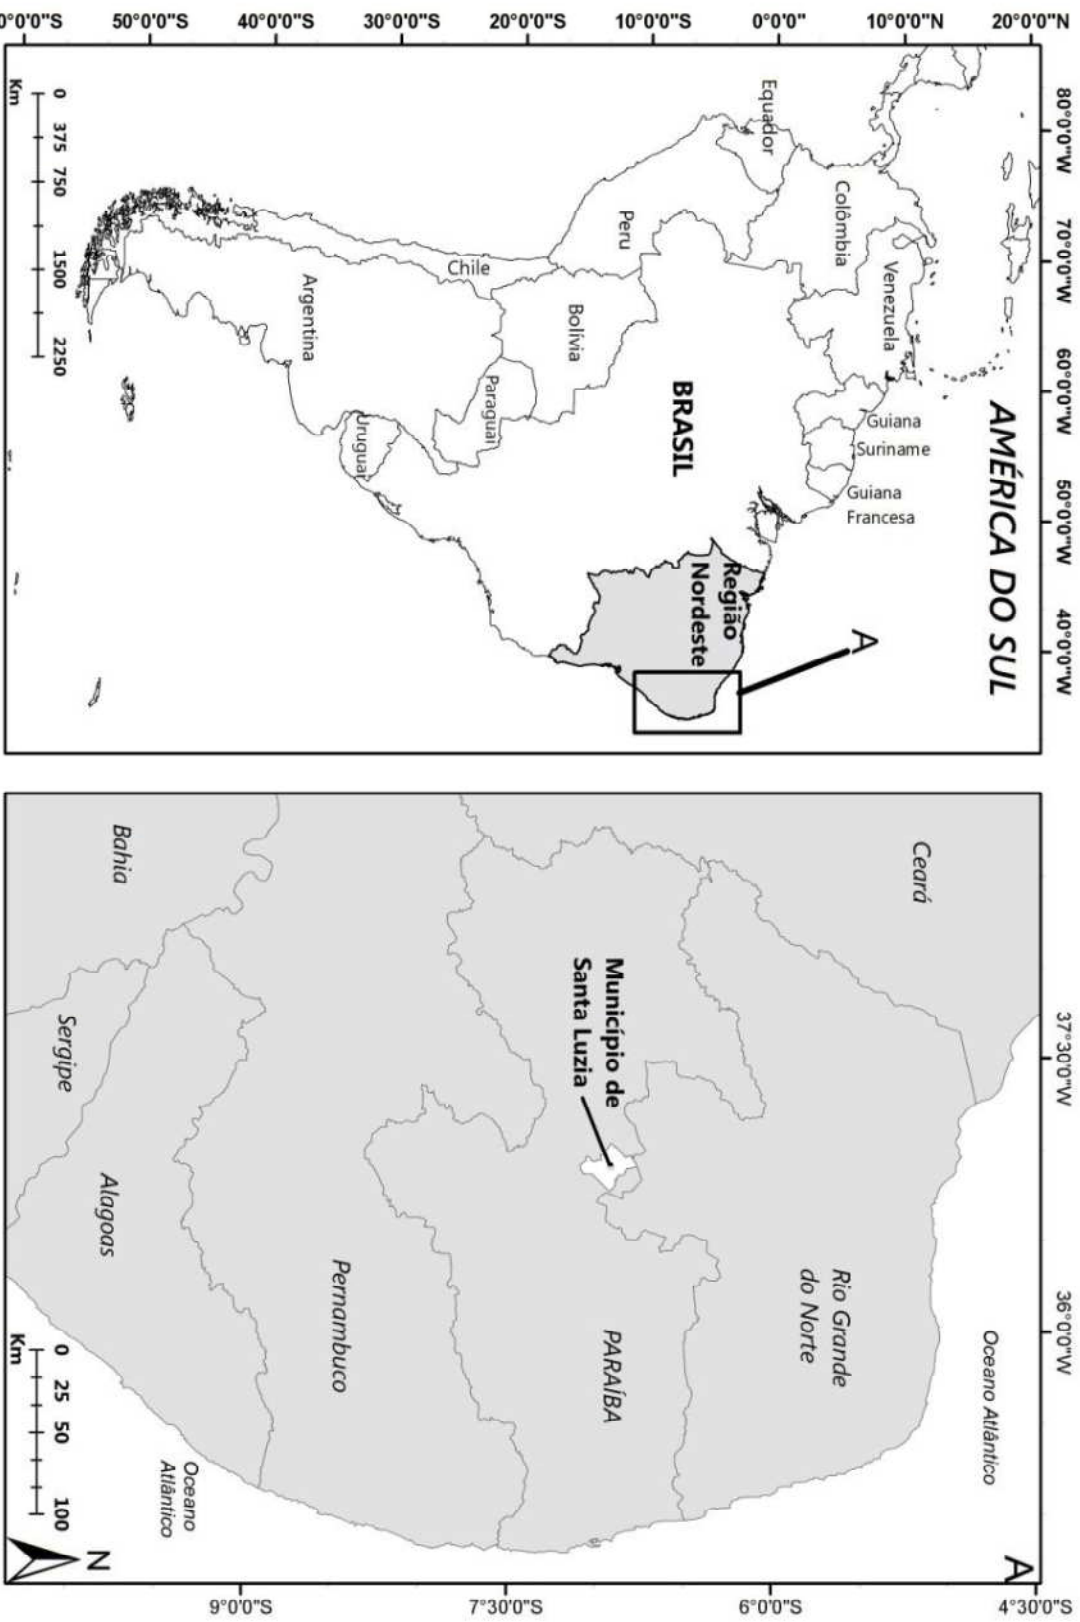 AMÉRICA DO SUL
80°0'0"W
70°0'0"W
60°0'0"W
50°0'0"W
40°0'0"W
20°0'0"N
10°0'0"N
0°0'0"
10°0'0"S
20°0'0"S
30°0'0"S
40°0'0"S
50°0'0"S
0°0'0"S
Venezuela
Guiana
Suriname
Guiana
Francesa
Colômbia
Equador
Peru
BRASIL
Região
Nordeste
A
Bolívia
Paraguai
Chile
Argentina
Uruguai
0 375 750 1500 2250
Km
A
37°30'0"W
36°0'0"W
4°30'0"S
6°0'0"S
7°30'0"S
9°0'0"S
Oceano Atlântico
Ceará
Rio Grande
do Norte
Município de
Santa Luzia
PARAÍBA
Pernambuco
Oceano
Atlântico
Bahia
Alagoas
Sergipe
N
0 25 50 100
Km